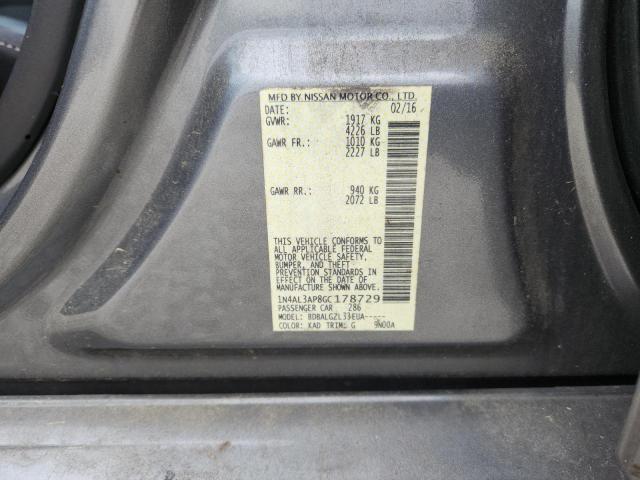 MFD BY NISSAN MOTOR CO., LTD.
DATE: 02/16
GVWR: 1917 KG
4226 LB
GAWR FR.: 1010 KG
2227 LB
GAWR RR.: 940 KG
2072 LB
THIS VEHICLE CONFORMS TO
ALL APPLICABLE FEDERAL
MOTOR VEHICLE SAFETY,
BUMPER, AND THEFT
PREVENTION STANDARDS IN
EFFECT ON THE DATE OF
MANUFACTURE SHOWN ABOVE.
1N4AL3AP8GC178729
PASSENGER CAR 286
MODEL: BDBALGZL33EUA-----
COLOR: KAD TRIM: G 9N00A